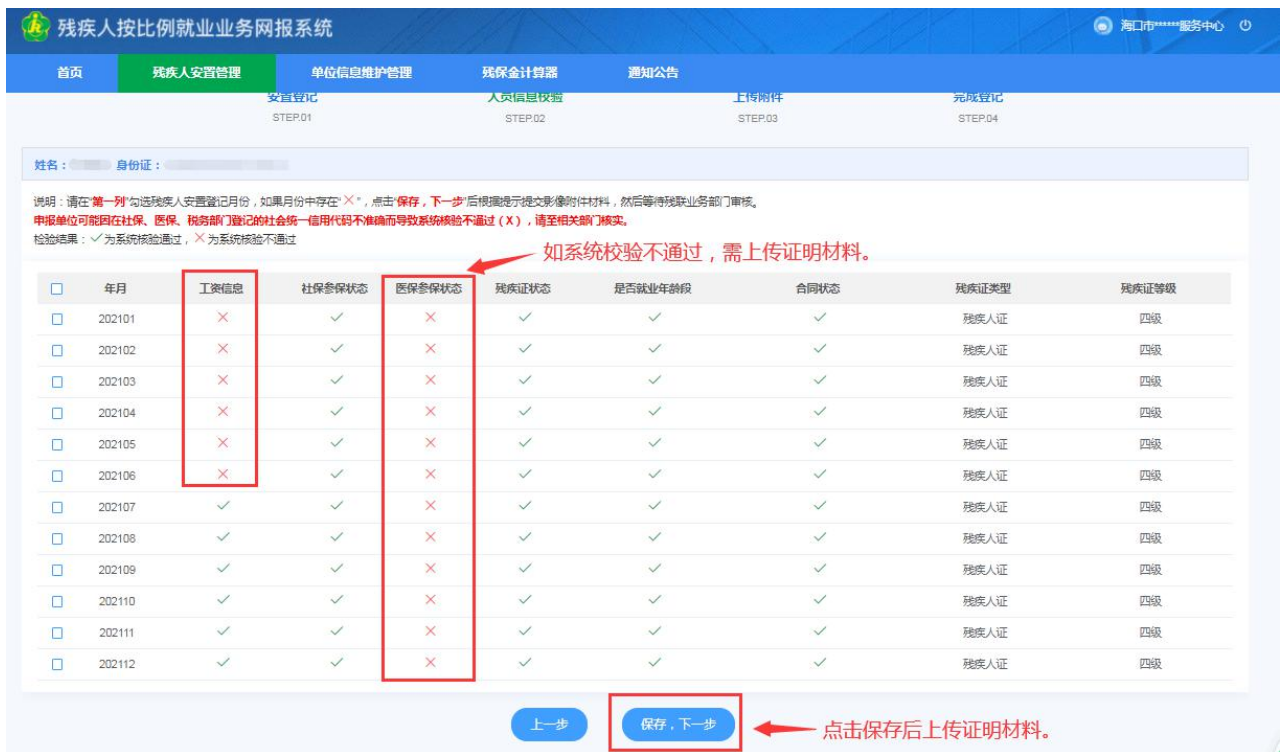 残疾人按比例就业业务网报系统
海口市******服务中心
首页 残疾人安置管理 单位信息维护管理 残保金计算器 通知公告
安置登记 人员信息校验 上传附件 完成登记
STEP.01 STEP.02 STEP.03 STEP.04
姓名： 身份证：
说明：请在"第一列"勾选残疾人安置登记月份，如果月份中存在"×"，点击"保存，下一步"后根据提示提交影像附件材料，然后等待残联业务部门审核。
申报单位可能因在社保、医保、税务部门登记的社会统一信用代码不准确而导致系统核验不通过（X），请至相关部门核实。
检验结果：✓为系统核验通过，×为系统核验不通过
如系统校验不通过，需上传证明材料。
年月 工资信息 社保参保状态 医保参保状态 残疾证状态 是否就业年龄段 合同状态 残疾证类型 残疾证等级
202101 × ✓ × ✓ ✓ ✓ 残疾人证 四级
202102 × ✓ × ✓ ✓ ✓ 残疾人证 四级
202103 × ✓ × ✓ ✓ ✓ 残疾人证 四级
202104 × ✓ × ✓ ✓ ✓ 残疾人证 四级
202105 × ✓ × ✓ ✓ ✓ 残疾人证 四级
202106 × ✓ × ✓ ✓ ✓ 残疾人证 四级
202107 ✓ ✓ × ✓ ✓ ✓ 残疾人证 四级
202108 ✓ ✓ × ✓ ✓ ✓ 残疾人证 四级
202109 ✓ ✓ × ✓ ✓ ✓ 残疾人证 四级
202110 ✓ ✓ × ✓ ✓ ✓ 残疾人证 四级
202111 ✓ ✓ × ✓ ✓ ✓ 残疾人证 四级
202112 ✓ ✓ × ✓ ✓ ✓ 残疾人证 四级
上一步 保存，下一步 点击保存后上传证明材料。